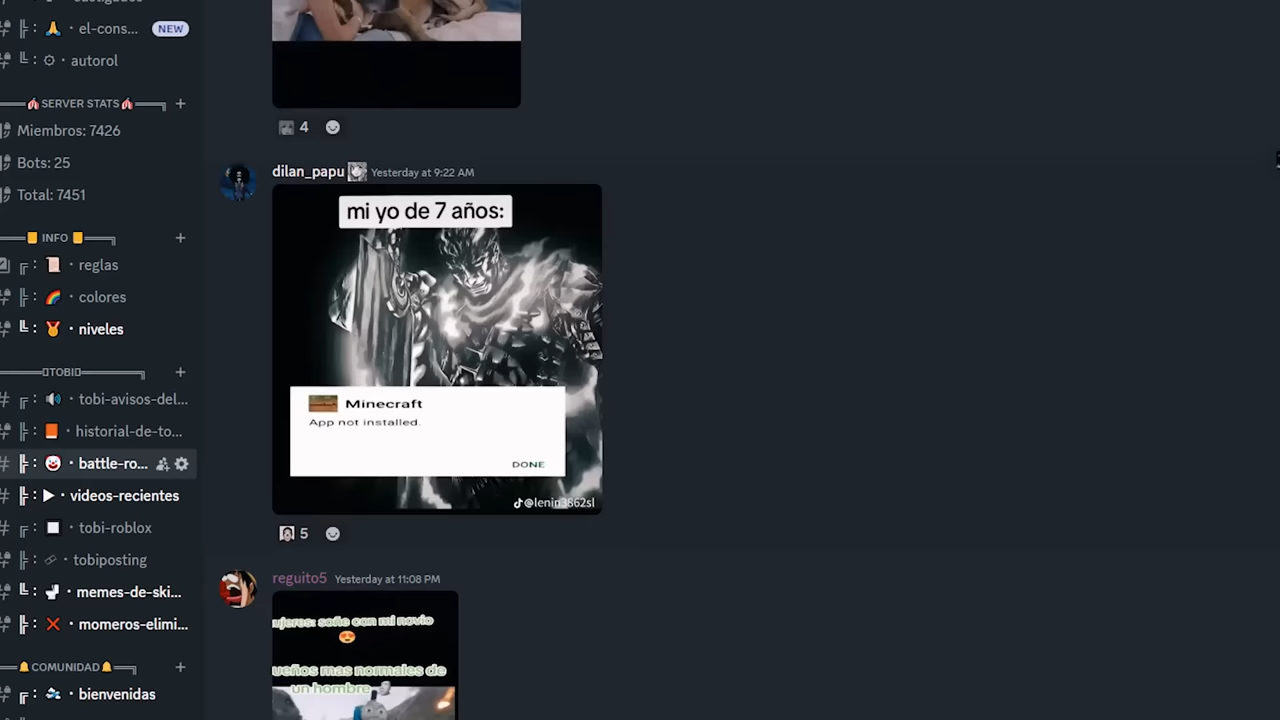 el-cons...
NEW
autorol
SERVER STATS
Miembros: 7426
Bots: 25
Total: 7451
INFO
reglas
colores
niveles
TOBI
tobi-avisos-del...
historial-de-to...
battle-ro...
videos-recientes
tobi-roblox
tobiposting
memes-de-ski...
momeros-elimi...
COMUNIDAD
bienvenidas
4
dilan_papu Yesterday at 9:22 AM
mi yo de 7 años:
Minecraft
App not installed.
DONE
@lenin3862sl
5
reguito5 Yesterday at 11:08 PM
ujeres: soñe con mi novio
ueños mas normales de
un hombre